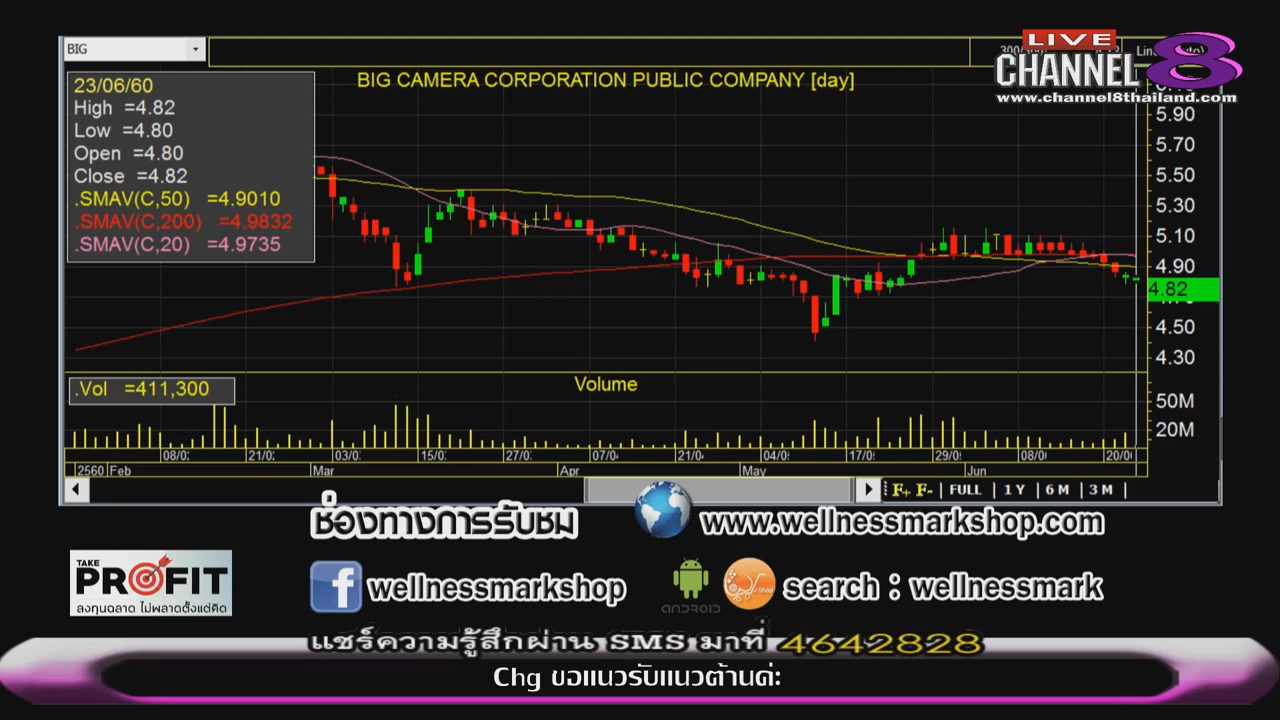 BIG
LIVE
CHANNEL 8
www.channel8thailand.com
BIG CAMERA CORPORATION PUBLIC COMPANY [day]
23/06/60
High =4.82
Low =4.80
Open =4.80
Close =4.82
.SMAV(C,50) =4.9010
.SMAV(C,200) =4.9832
.SMAV(C,20) =4.9735
5.90
5.70
5.50
5.30
5.10
4.90
4.82
4.50
4.30
.Vol =411,300
Volume
50M
20M
08/0 21/0 03/0 15/0 27/0 07/0 21/0 04/0 17/0 29/0 08/0 20/0
2560 Feb Mar Apr May Jun
F+ F- FULL 1 Y 6 M 3 M
ช่องทางการรับชม
www.wellnessmarkshop.com
TAKE
PROFIT
ลงทุนฉลาด ไม่พลาดตั้งแต่คิด
wellnessmarkshop
ANDROID
Shop
search : wellnessmark
แชร์ความรู้สึกผ่าน SMS มาที่ 4642828
Chg ขอแนวรับแนวต้านค่ะ